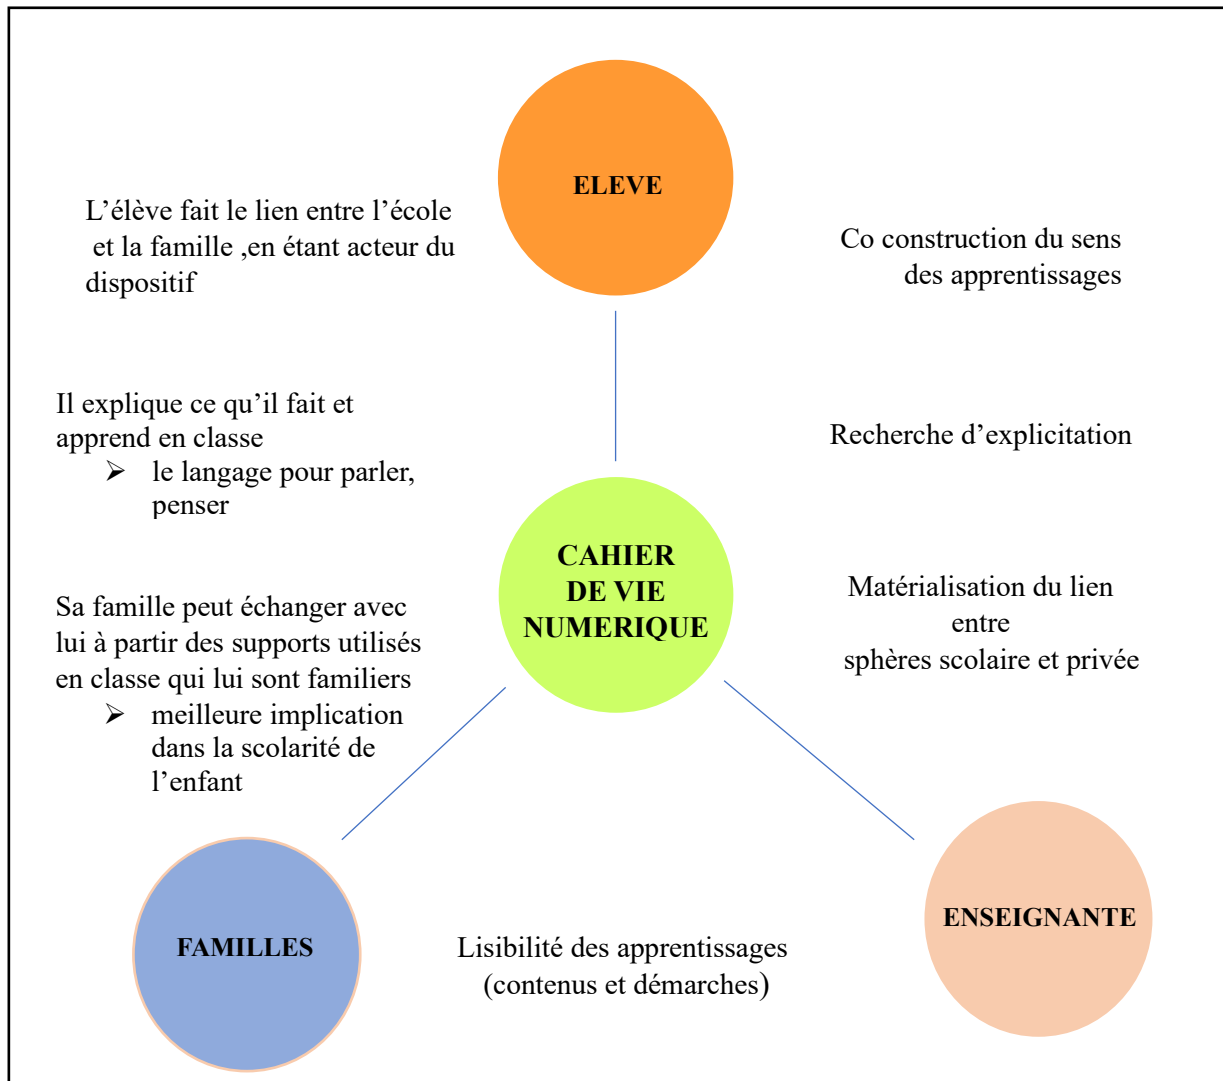 ELEVE
L’élève fait le lien entre l’école
et la famille ,en étant acteur du
dispositif
Co construction du sens
des apprentissages
Il explique ce qu’il fait et
apprend en classe
➢ le langage pour parler,
penser
Recherche d’explicitation
CAHIER
DE VIE
NUMERIQUE
Sa famille peut échanger avec
lui à partir des supports utilisés
en classe qui lui sont familiers
➢ meilleure implication
dans la scolarité de
l’enfant
Matérialisation du lien
entre
sphères scolaire et privée
FAMILLES
Lisibilité des apprentissages
(contenus et démarches)
ENSEIGNANTE